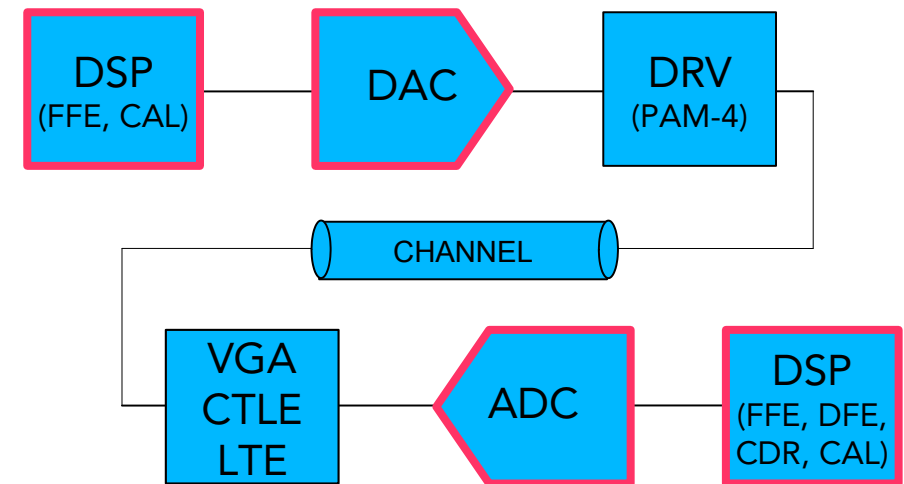 DSP
(FFE, CAL)
DAC
DRV
(PAM-4)
CHANNEL
VGA
CTLE
LTE
ADC
DSP
(FFE, DFE,
CDR, CAL)